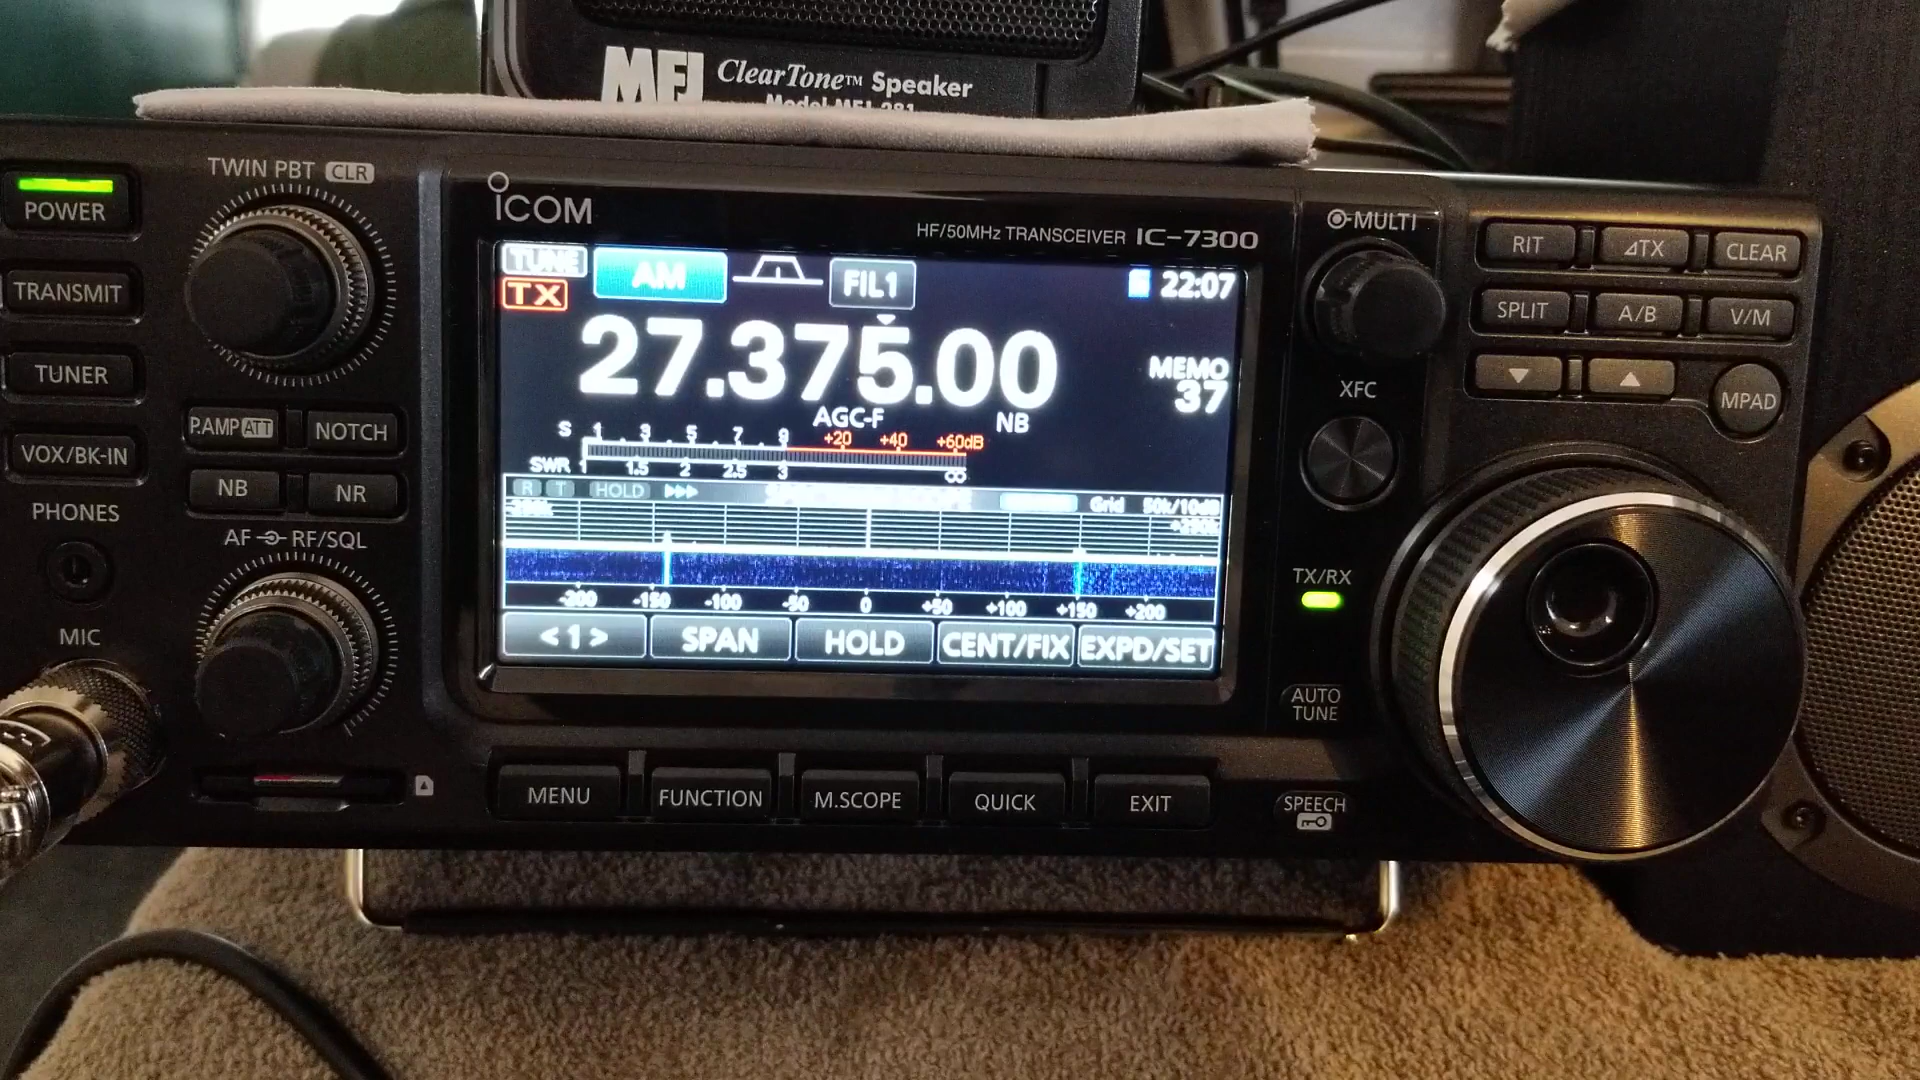 MFJ ClearTone™ Speaker
Model MFJ-281
TWIN PBT CLR
POWER
TRANSMIT
TUNER
VOX/BK-IN
P.AMP ATT
NOTCH
NB
NR
PHONES
AF RF/SQL
MIC
ICOM
HF/50MHz TRANSCEIVER IC-7300
TUNE
AM
FIL1
22:07
TX
27.375.00
MEMO
37
AGC-F
NB
S 1 3 5 7 9 +20 +40 +60dB
SWR 1 1.5 2 2.5 3 ∞
R T HOLD
Grid 50k/10dB
-200 -150 -100 -50 0 +50 +100 +150 +200
<1>
SPAN
HOLD
CENT/FIX
EXPD/SET
MENU
FUNCTION
M.SCOPE
QUICK
EXIT
MULTI
XFC
TX/RX
AUTO
TUNE
SPEECH
RIT
⊿TX
CLEAR
SPLIT
A/B
V/M
MPAD